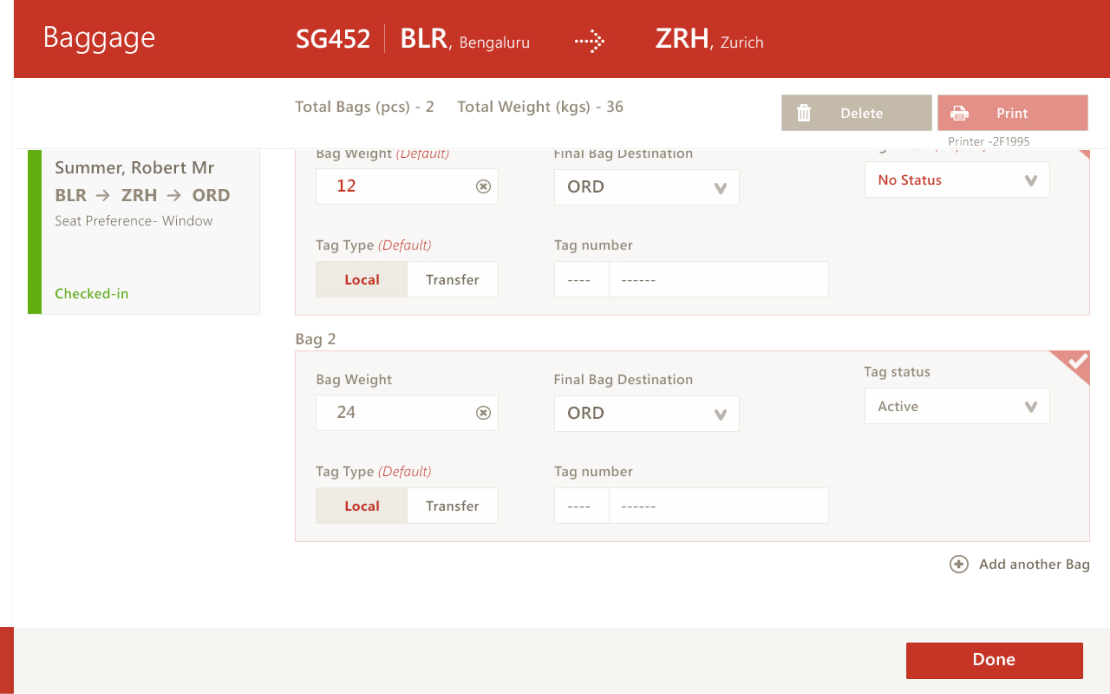 Baggage
SG452 BLR, Bengaluru ZRH, Zurich
Total Bags (pcs) - 2 Total Weight (kgs) - 36
Delete
Print
Printer -2F1995
Summer, Robert Mr
BLR → ZRH → ORD
Seat Preference- Window
Checked-in
Bag Weight (Default)
Final Bag Destination
12
ORD
No Status
Tag Type (Default)
Tag number
Local Transfer
---- ------
Bag 2
Bag Weight
Final Bag Destination
Tag status
24
ORD
Active
Tag Type (Default)
Tag number
Local Transfer
---- ------
Add another Bag
Done